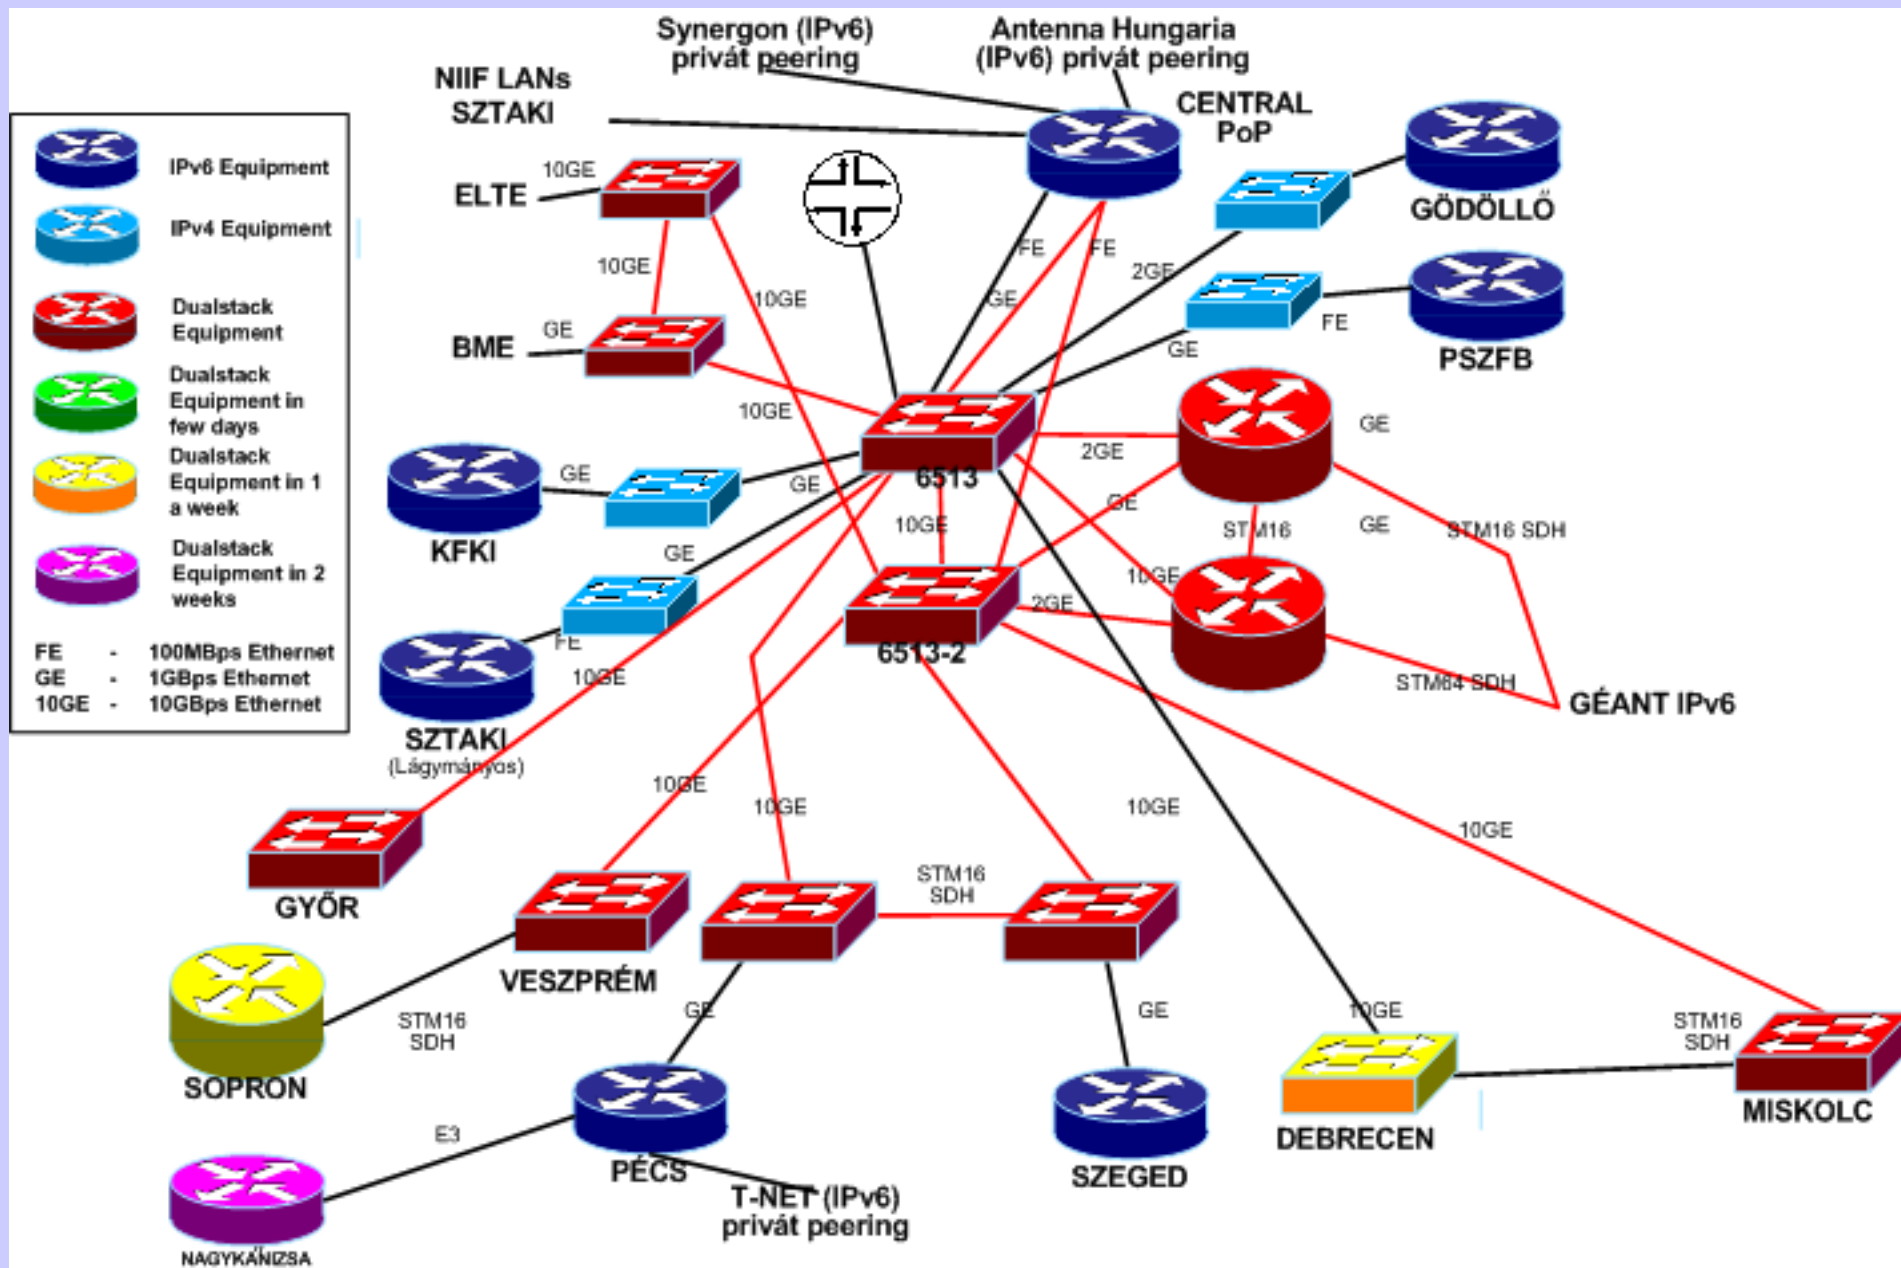 Synergon (IPv6)
privát peering
Antenna Hungaria
(IPv6) privát peering
NIIF LANs
SZTAKI
CENTRAL
PoP
IPv6 Equipment
IPv4 Equipment
Dualstack
Equipment
Dualstack
Equipment in
few days
Dualstack
Equipment in 1
a week
Dualstack
Equipment in 2
weeks
FE - 100MBps Ethernet
GE - 1GBps Ethernet
10GE - 10GBps Ethernet
10GE
ELTE
GÖDÖLLŐ
FE
FE
10GE
2GE
10GE
GE
GE
BME
FE
GE
PSZFB
10GE
GE
2GE
GE
6513
GE
KFKI
GE
10GE
STM16
GE
STM16 SDH
GE
10GE
2GE
FE
6513-2
10GE
STM64 SDH
GÉANT IPv6
SZTAKI
(Lágymányos)
10GE
10GE
10GE
10GE
STM16
SDH
GYŐR
VESZPRÉM
GE
GE
10GE
STM16
SDH
STM16
SDH
SOPRON
MISKOLC
DEBRECEN
E3
PÉCS
SZEGED
T-NET (IPv6)
privát peering
NAGYKANIZSA